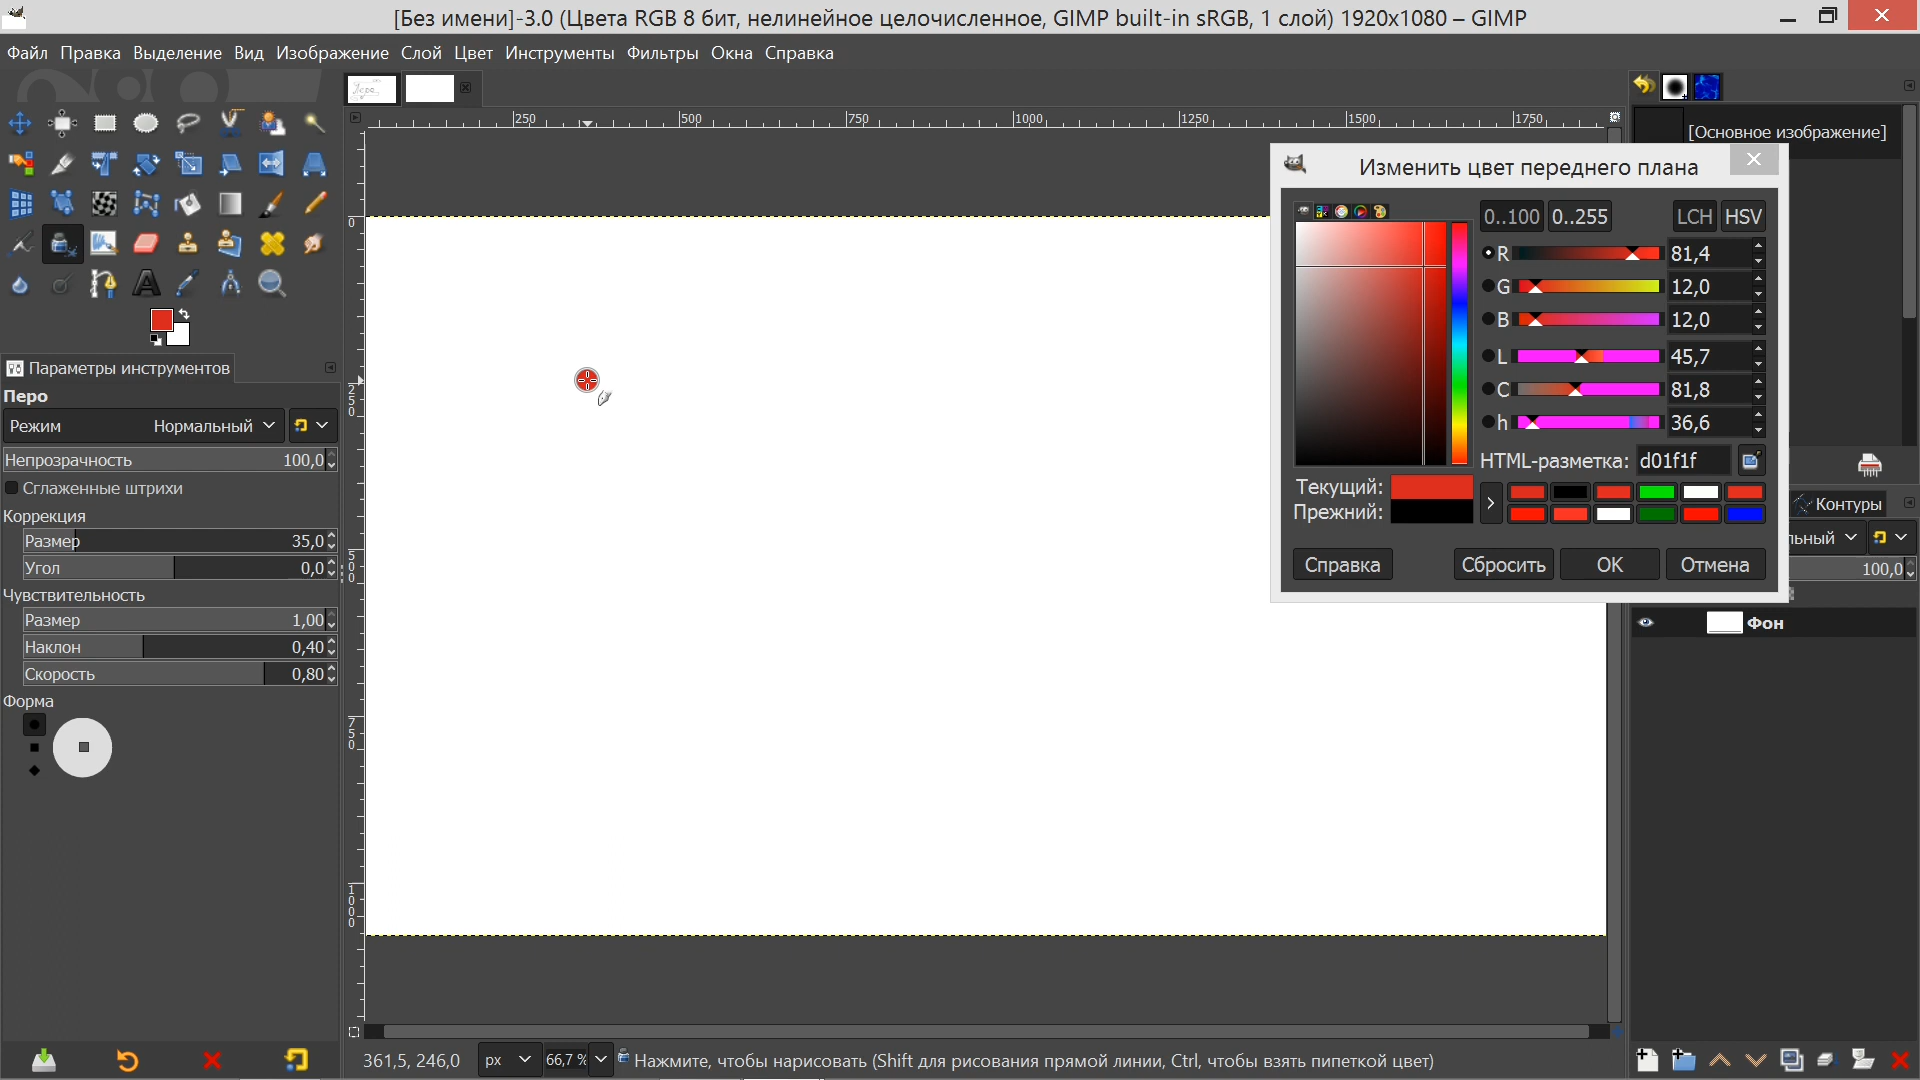 [Без имени]-3.0 (Цвета RGB 8 бит, нелинейное целочисленное, GIMP built-in sRGB, 1 слой) 1920x1080 – GIMP
Файл Правка Выделение Вид Изображение Слой Цвет Инструменты Фильтры Окна Справка
250 500 750 1000 1250 1500 1750
[Основное изображение]
Изменить цвет переднего плана
0..100 0..255 LCH HSV
R 81,4
G 12,0
B 12,0
L 45,7
C 81,8
h 36,6
HTML-разметка: d01f1f
Текущий:
Прежний:
Справка Сбросить OK Отмена
Параметры инструментов
Перо
Режим Нормальный
Непрозрачность 100,0
Сглаженные штрихи
Коррекция
Размер 35,0
Угол 0,0
Чувствительность
Размер 1,00
Наклон 0,40
Скорость 0,80
Форма
0
250
500
750
1000
Контуры
льный
100,0
Фон
361,5, 246,0 px 66,7 % Нажмите, чтобы нарисовать (Shift для рисования прямой линии, Ctrl, чтобы взять пипеткой цвет)